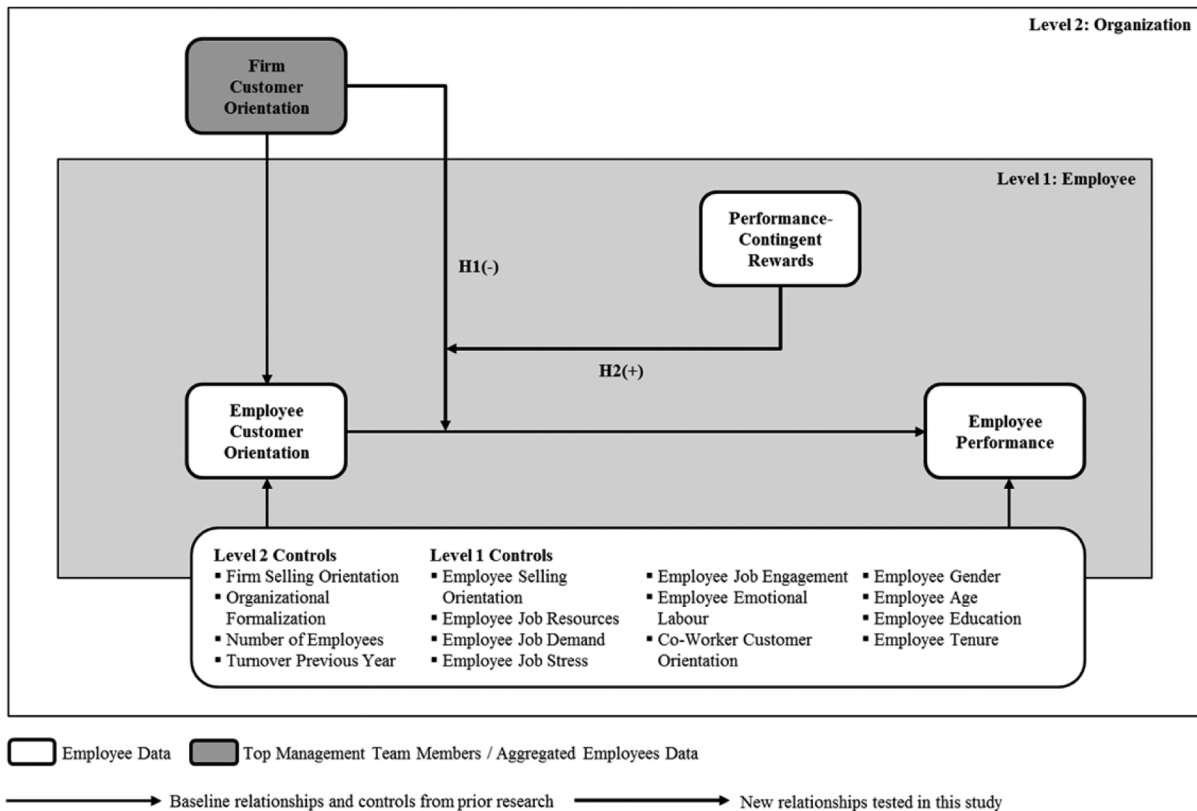 Level 2: Organization
Firm
Customer
Orientation
Level 1: Employee
Performance-
Contingent
Rewards
H1(-)
H2(+)
Employee
Customer
Orientation
Employee
Performance
Level 2 Controls
▪ Firm Selling Orientation
▪ Organizational
Formalization
▪ Number of Employees
▪ Turnover Previous Year
Level 1 Controls
▪ Employee Selling
Orientation
▪ Employee Job Resources
▪ Employee Job Demand
▪ Employee Job Stress
▪ Employee Job Engagement
▪ Employee Emotional
Labour
▪ Co-Worker Customer
Orientation
▪ Employee Gender
▪ Employee Age
▪ Employee Education
▪ Employee Tenure
Employee Data
Top Management Team Members / Aggregated Employees Data
Baseline relationships and controls from prior research
New relationships tested in this study